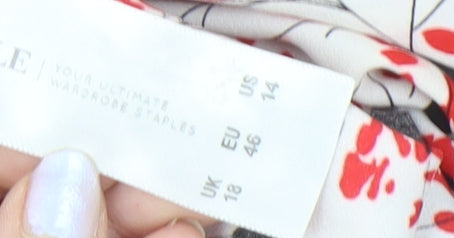 LE | YOUR ULTIMATE
WARDROBE STAPLES
UK EU US
18 46 14